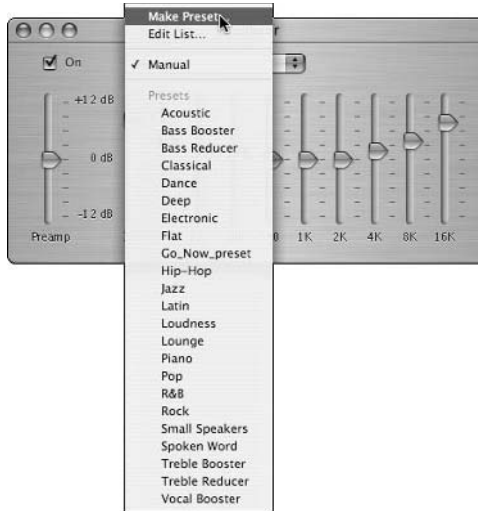 Make Preset...
Edit List...
On
✓ Manual
+12 dB
0 dB
-12 dB
Preamp
Presets
Acoustic
Bass Booster
Bass Reducer
Classical
Dance
Deep
Electronic
Flat
Go_Now_preset
Hip-Hop
Jazz
Latin
Loudness
Lounge
Piano
Pop
R&B
Rock
Small Speakers
Spoken Word
Treble Booster
Treble Reducer
Vocal Booster
1K 2K 4K 8K 16K